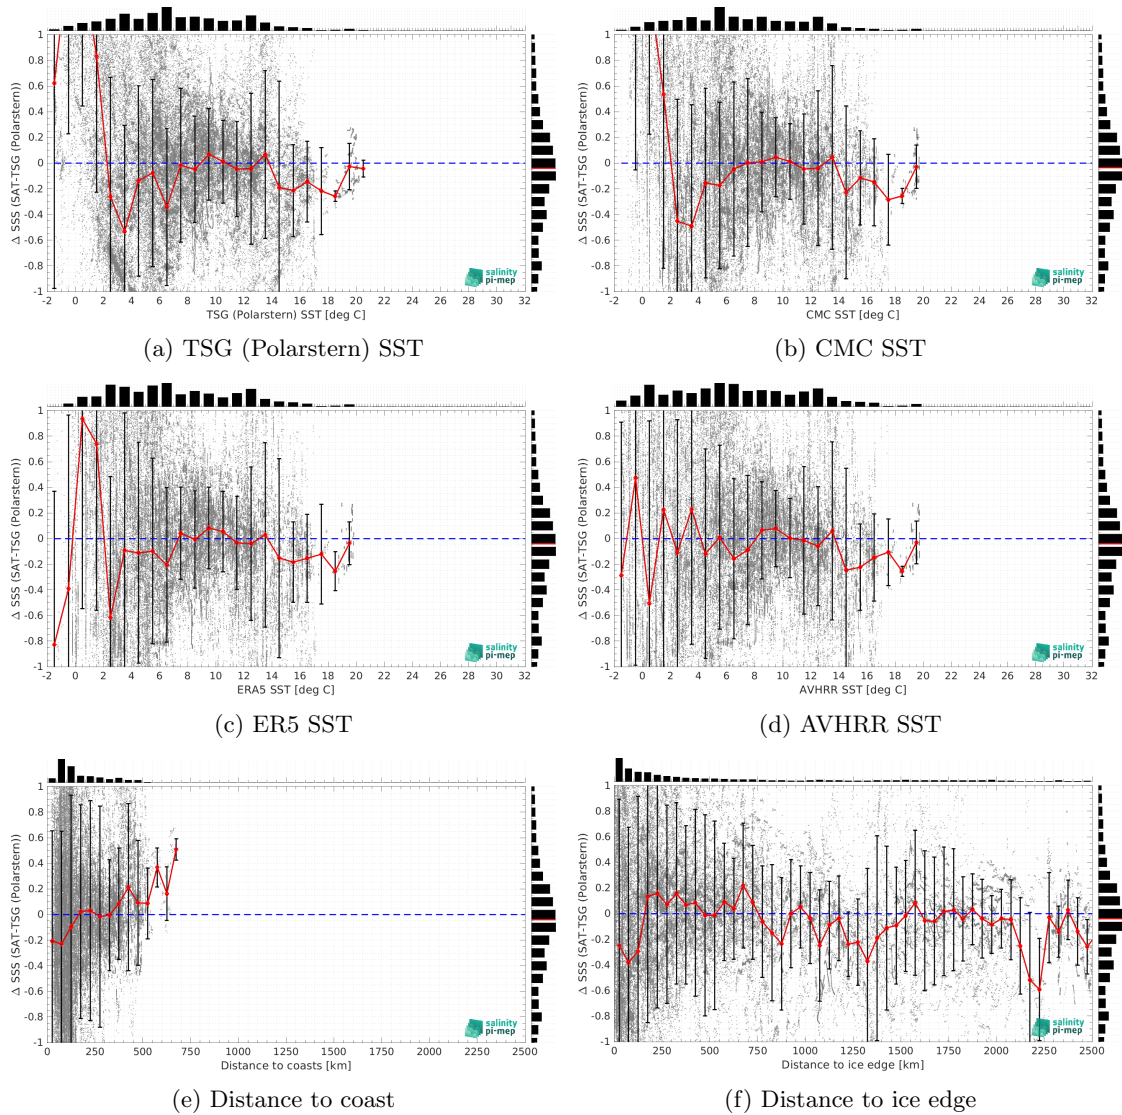 1
0.8
0.6
0.4
0.2
0
-0.2
-0.4
-0.6
-0.8
-1
Δ SSS (SAT-TSG (Polarstern))
salinity
pi-mep
-2 0 2 4 6 8 10 12 14 16 18 20 22 24 26 28 30 32
TSG (Polarstern) SST [deg C]
(a) TSG (Polarstern) SST
1
0.8
0.6
0.4
0.2
0
-0.2
-0.4
-0.6
-0.8
-1
Δ SSS (SAT-TSG (Polarstern))
salinity
pi-mep
-2 0 2 4 6 8 10 12 14 16 18 20 22 24 26 28 30 32
CMC SST [deg C]
(b) CMC SST
1
0.8
0.6
0.4
0.2
0
-0.2
-0.4
-0.6
-0.8
-1
Δ SSS (SAT-TSG (Polarstern))
salinity
pi-mep
-2 0 2 4 6 8 10 12 14 16 18 20 22 24 26 28 30 32
ERA5 SST [deg C]
(c) ER5 SST
1
0.8
0.6
0.4
0.2
0
-0.2
-0.4
-0.6
-0.8
-1
Δ SSS (SAT-TSG (Polarstern))
salinity
pi-mep
-2 0 2 4 6 8 10 12 14 16 18 20 22 24 26 28 30 32
AVHRR SST [deg C]
(d) AVHRR SST
1
0.8
0.6
0.4
0.2
0
-0.2
-0.4
-0.6
-0.8
-1
Δ SSS (SAT-TSG (Polarstern))
salinity
pi-mep
0 250 500 750 1000 1250 1500 1750 2000 2250 2500
Distance to coasts [km]
(e) Distance to coast
1
0.8
0.6
0.4
0.2
0
-0.2
-0.4
-0.6
-0.8
-1
Δ SSS (SAT-TSG (Polarstern))
salinity
pi-mep
0 250 500 750 1000 1250 1500 1750 2000 2250 2500
Distance to ice edge [km]
(f) Distance to ice edge